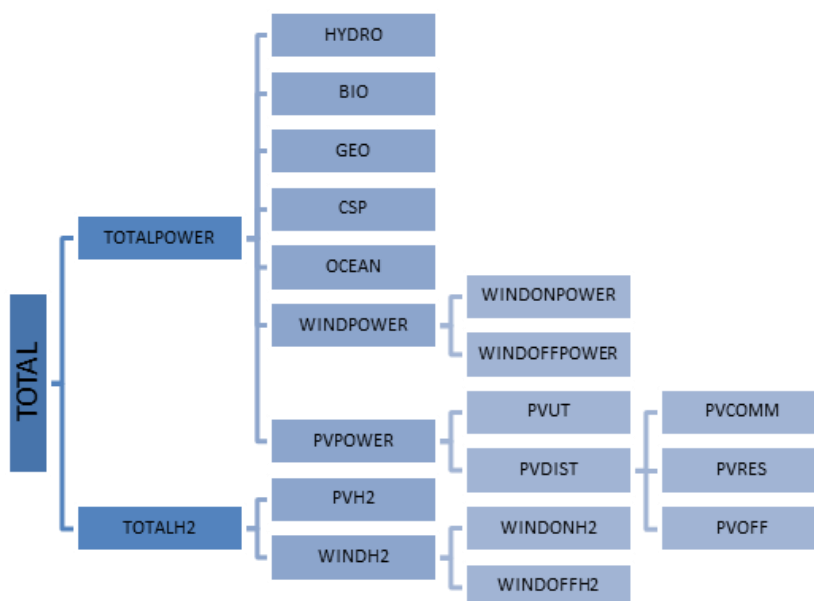 HYDRO
BIO
GEO
CSP
TOTALPOWER
OCEAN
WINDONPOWER
WINDPOWER
WINDOFFPOWER
TOTAL
PVUT
PVCOMM
PVPOWER
PVDIST
PVRES
PVH2
TOTALH2
WINDONH2
PVOFF
WINDH2
WINDOFFH2